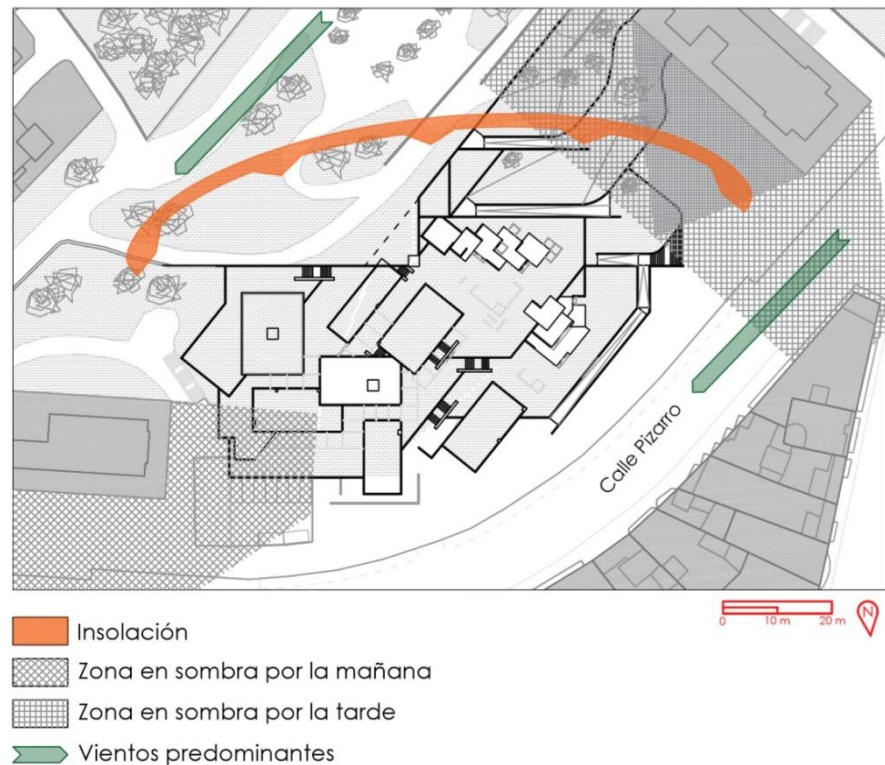 Calle Pizarro
0 10 m 20 m
N
Insolación
Zona en sombra por la mañana
Zona en sombra por la tarde
Vientos predominantes